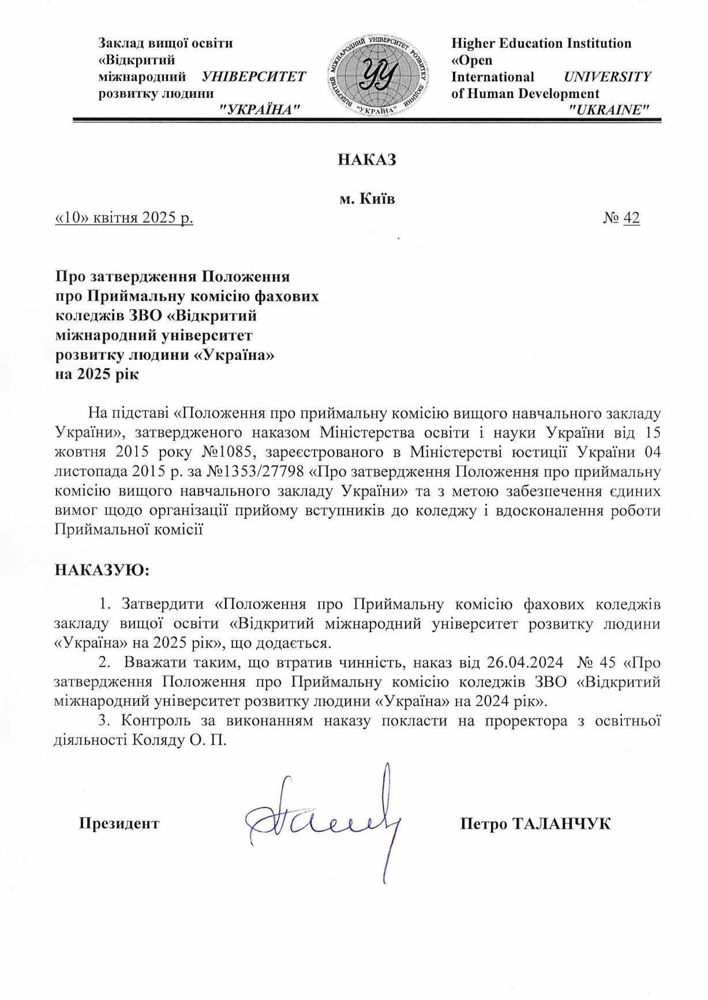 Заклад вищої освіти
«Відкритий
міжнародний УНІВЕРСИТЕТ
розвитку людини
"УКРАЇНА"
ВІДКРИТИЙ МІЖНАРОДНИЙ УНІВЕРСИТЕТ РОЗВИТКУ ЛЮДИНИ
УУ
"УКРАЇНА"
Higher Education Institution
«Open
International UNIVERSITY
of Human Development
"UKRAINE"
НАКАЗ
м. Київ
«10» квітня 2025 р. № 42
Про затвердження Положення
про Приймальну комісію фахових
коледжів ЗВО «Відкритий
міжнародний університет
розвитку людини «Україна»
на 2025 рік
На підставі «Положення про приймальну комісію вищого навчального закладу
України», затвердженого наказом Міністерства освіти і науки України від 15
жовтня 2015 року №1085, зареєстрованого в Міністерстві юстиції України 04
листопада 2015 р. за №1353/27798 «Про затвердження Положення про приймальну
комісію вищого навчального закладу України» та з метою забезпечення єдиних
вимог щодо організації прийому вступників до коледжу і вдосконалення роботи
Приймальної комісії
НАКАЗУЮ:
1. Затвердити «Положення про Приймальну комісію фахових коледжів
закладу вищої освіти «Відкритий міжнародний університет розвитку людини
«Україна» на 2025 рік», що додається.
2. Вважати таким, що втратив чинність, наказ від 26.04.2024 № 45 «Про
затвердження Положення про Приймальну комісію коледжів ЗВО «Відкритий
міжнародний університет розвитку людини «Україна» на 2024 рік».
3. Контроль за виконанням наказу покласти на проректора з освітньої
діяльності Коляду О. П.
Президент Петро ТАЛАНЧУК